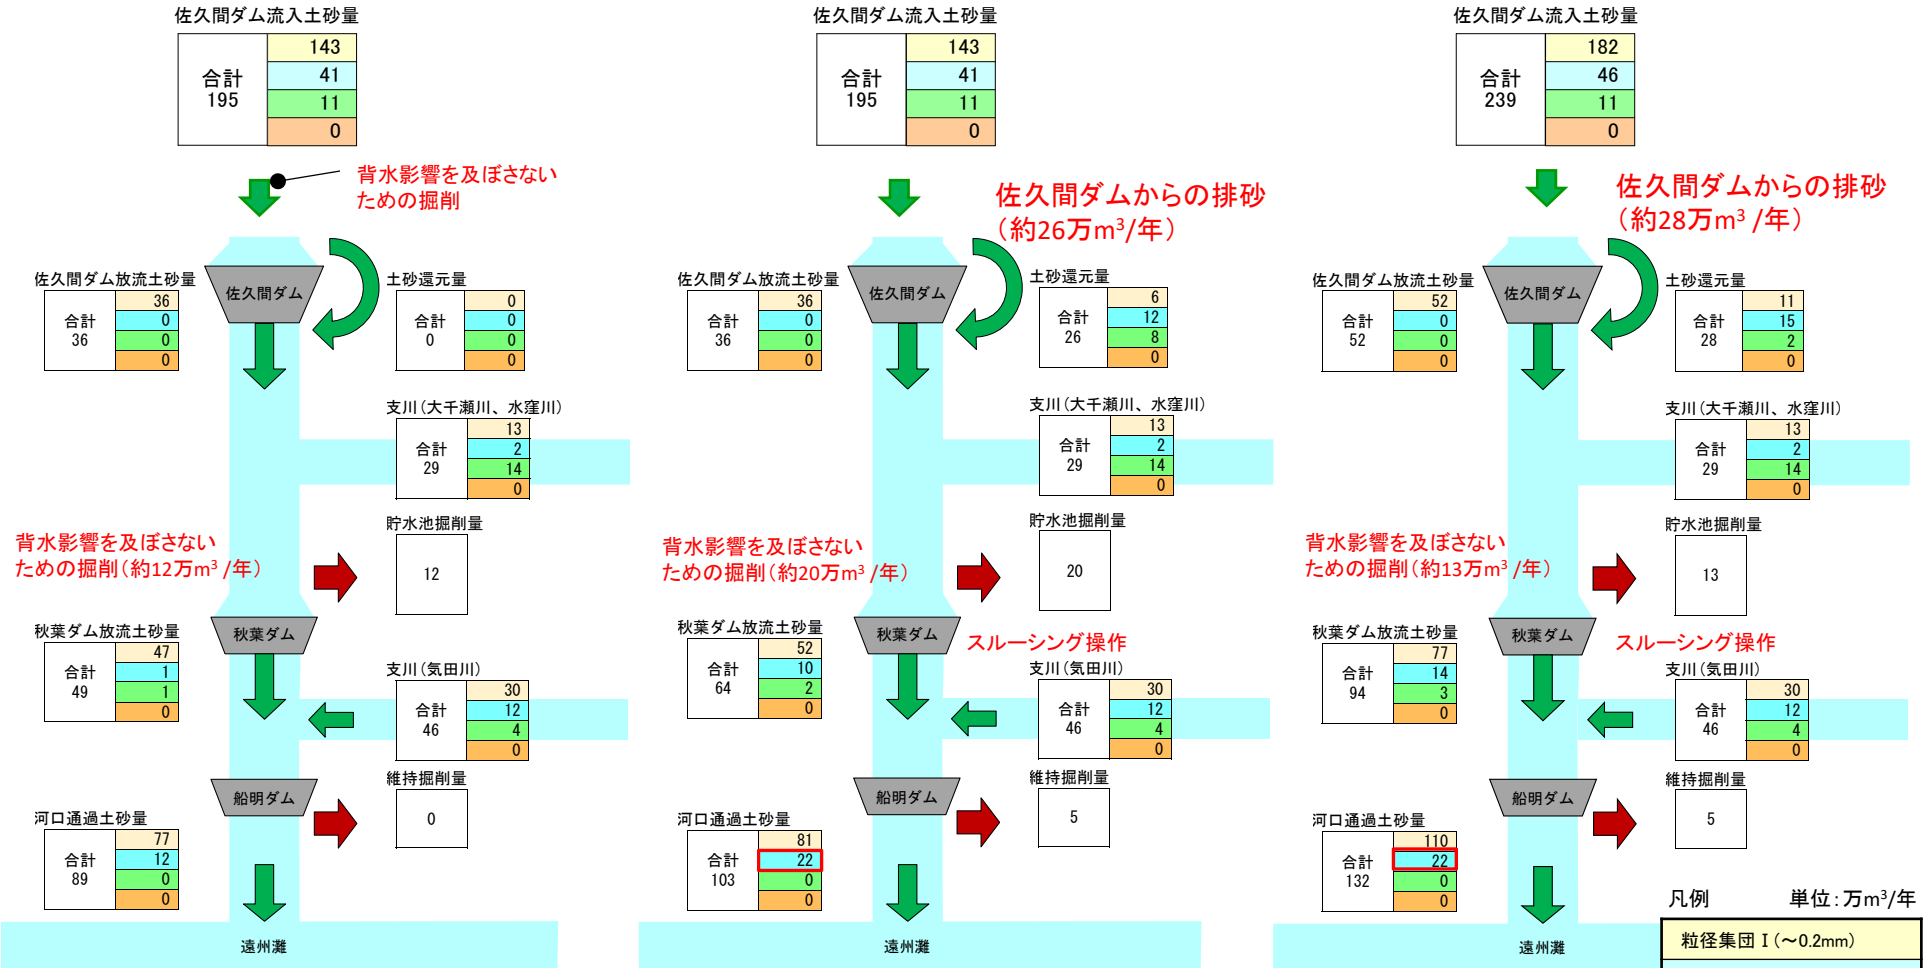 佐久間ダム流入土砂量
合計
195
143
41
11
0
背水影響を及ぼさない
ための掘削
佐久間ダム放流土砂量
合計
36
36
0
0
0
佐久間ダム
土砂還元量
合計
0
0
0
0
0
支川(大千瀬川、水窪川)
合計
29
13
2
14
0
背水影響を及ぼさない
ための掘削(約12万m³/年)
貯水池掘削量
12
秋葉ダム放流土砂量
合計
49
47
1
1
0
秋葉ダム
支川(気田川)
合計
46
30
12
4
0
船明ダム
維持掘削量
0
河口通過土砂量
合計
89
77
12
0
0
遠州灘
佐久間ダム流入土砂量
合計
195
143
41
11
0
佐久間ダムからの排砂
(約26万m³/年)
佐久間ダム放流土砂量
合計
36
36
0
0
0
佐久間ダム
土砂還元量
合計
26
6
12
8
0
支川(大千瀬川、水窪川)
合計
29
13
2
14
0
背水影響を及ぼさない
ための掘削(約20万m³/年)
貯水池掘削量
20
秋葉ダム放流土砂量
合計
64
52
10
2
0
秋葉ダム
スルーシング操作
支川(気田川)
合計
46
30
12
4
0
船明ダム
維持掘削量
5
河口通過土砂量
合計
103
81
22
0
0
遠州灘
佐久間ダム流入土砂量
合計
239
182
46
11
0
佐久間ダムからの排砂
(約28万m³/年)
佐久間ダム放流土砂量
合計
52
52
0
0
0
佐久間ダム
土砂還元量
合計
28
11
15
2
0
支川(大千瀬川、水窪川)
合計
29
13
2
14
0
背水影響を及ぼさない
ための掘削(約13万m³/年)
貯水池掘削量
13
秋葉ダム放流土砂量
合計
94
77
14
3
0
秋葉ダム
スルーシング操作
支川(気田川)
合計
46
30
12
4
0
船明ダム
維持掘削量
5
河口通過土砂量
合計
132
110
22
0
0
遠州灘
凡例 単位:万m³/年
粒径集団Ⅰ(～0.2mm)